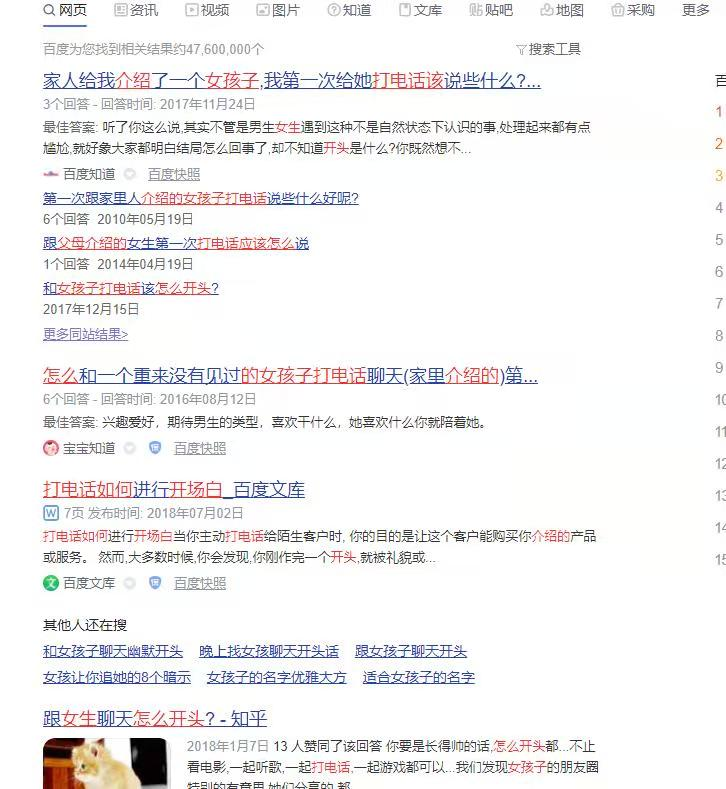 网页 资讯 视频 图片 知道 文库 贴吧 地图 采购 更多
百度为您找到相关结果约47,600,000个 搜索工具
家人给我介绍了一个女孩子,我第一次给她打电话该说些什么?...
3个回答 - 回答时间: 2017年11月24日
最佳答案: 听了你这么说,其实不管是男生女生遇到这种不是自然状态下认识的事,处理起来都有点
尴尬,就好象大家都明白结局怎么回事了,却不知道开头是什么?你既然想不...
百度知道 百度快照
第一次跟家里人介绍的女孩子打电话说些什么好呢?
6个回答 2010年05月19日
跟父母介绍的女生第一次打电话应该怎么说
1个回答 2014年04月19日
和女孩子打电话该怎么开头?
2017年12月15日
更多同站结果>
怎么和一个重来没有见过的女孩子打电话聊天(家里介绍的)第...
6个回答 - 回答时间: 2016年08月12日
最佳答案: 兴趣爱好，期待男生的类型，喜欢干什么，她喜欢什么你就陪着她。
宝宝知道 百度快照
打电话如何进行开场白_百度文库
W 7页 发布时间: 2018年07月02日
打电话如何进行开场白当你主动打电话给陌生客户时, 你的目的是让这个客户能购买你介绍的产品
或服务。 然而,大多数时候,你会发现,你刚作完一个开头,就被礼貌或...
文 百度文库 百度快照
其他人还在搜
和女孩子聊天幽默开头 晚上找女孩聊天开头话 跟女孩子聊天开头
女孩让你追她的8个暗示 女孩子的名字优雅大方 适合女孩子的名字
跟女生聊天怎么开头? - 知乎
2018年1月7日 13 人赞同了该回答 你要是长得帅的话,怎么开头都...不止
看电影,一起听歌,一起打电话,一起游戏都可以...我们发现女孩子的朋友圈
1
2
3
4
5
6
7
8
9
10
11
12
13
14
15